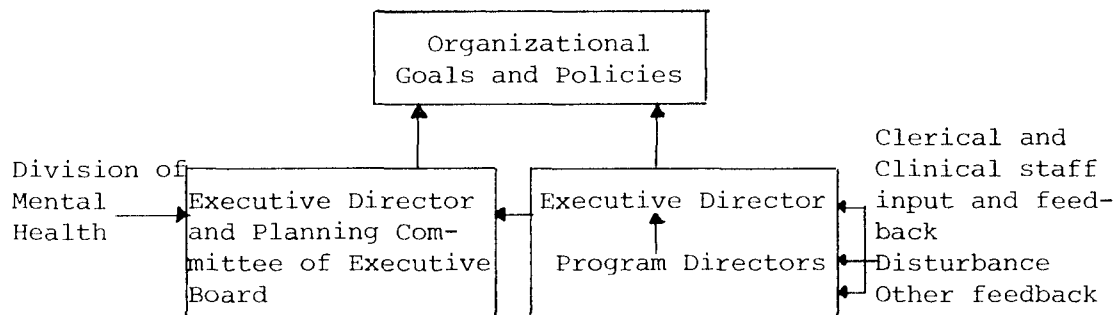 Organizational
Goals and Policies
Division of
Mental
Health
Executive Director
and Planning Com-
mittee of Executive
Board
Executive Director
Program Directors
Clerical and
Clinical staff
input and feed-
back
Disturbance
Other feedback